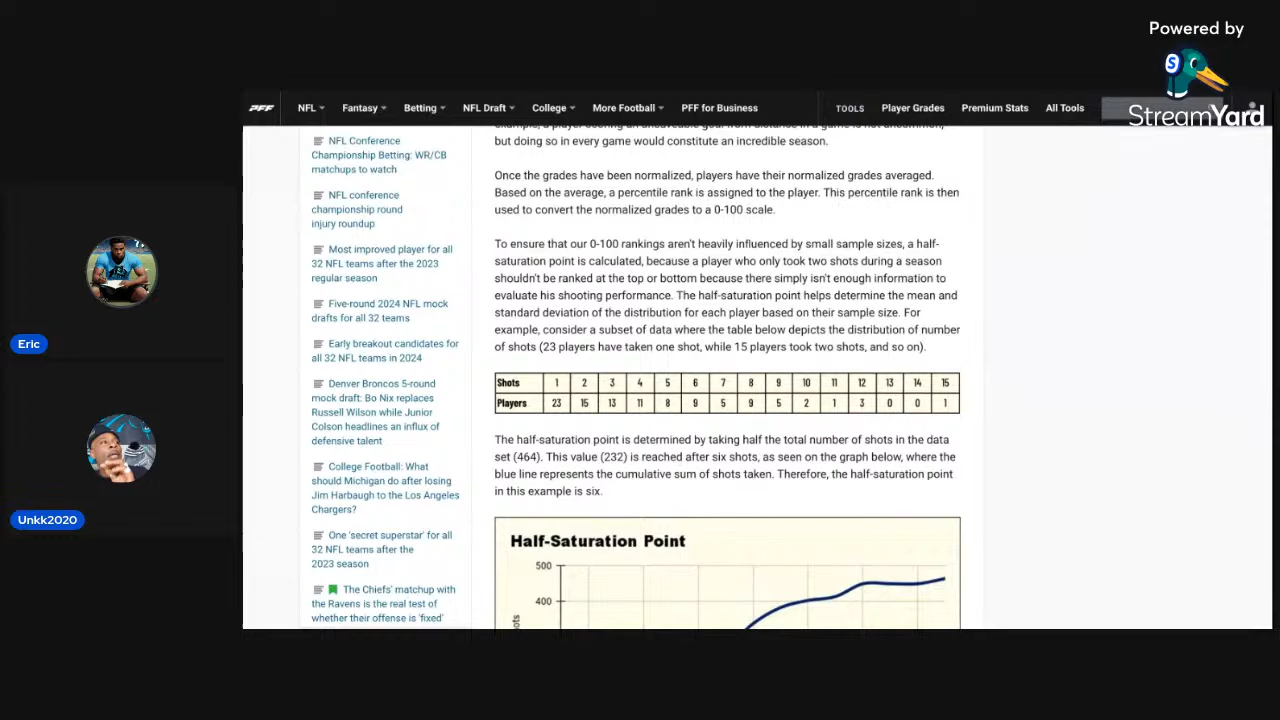 Powered by
S
StreamYard
PFF NFL Fantasy Betting NFL Draft College More Football PFF for Business TOOLS Player Grades Premium Stats All Tools
NFL Conference
Championship Betting: WR/CB
matchups to watch
NFL conference
championship round
injury roundup
Most improved player for all
32 NFL teams after the 2023
regular season
Five-round 2024 NFL mock
drafts for all 32 teams
Early breakout candidates for
all 32 NFL teams in 2024
Denver Broncos 5-round
mock draft: Bo Nix replaces
Russell Wilson while Junior
Colson headlines an influx of
defensive talent
College Football: What
should Michigan do after losing
Jim Harbaugh to the Los Angeles
Chargers?
One 'secret superstar' for all
32 NFL teams after the
2023 season
The Chiefs' matchup with
the Ravens is the real test of
whether their offense is 'fixed'
example, a player scoring an unsaveable goal from distance in a game is not uncommon,
but doing so in every game would constitute an incredible season.
Once the grades have been normalized, players have their normalized grades averaged.
Based on the average, a percentile rank is assigned to the player. This percentile rank is then
used to convert the normalized grades to a 0-100 scale.
To ensure that our 0-100 rankings aren't heavily influenced by small sample sizes, a half-
saturation point is calculated, because a player who only took two shots during a season
shouldn't be ranked at the top or bottom because there simply isn't enough information to
evaluate his shooting performance. The half-saturation point helps determine the mean and
standard deviation of the distribution for each player based on their sample size. For
example, consider a subset of data where the table below depicts the distribution of number
of shots (23 players have taken one shot, while 15 players took two shots, and so on).
Shots 1 2 3 4 5 6 7 8 9 10 11 12 13 14 15
Players 23 15 13 11 8 9 5 9 5 2 1 3 0 0 1
The half-saturation point is determined by taking half the total number of shots in the data
set (464). This value (232) is reached after six shots, as seen on the graph below, where the
blue line represents the cumulative sum of shots taken. Therefore, the half-saturation point
in this example is six.
Half-Saturation Point
500
400
Eric
Unkk2020